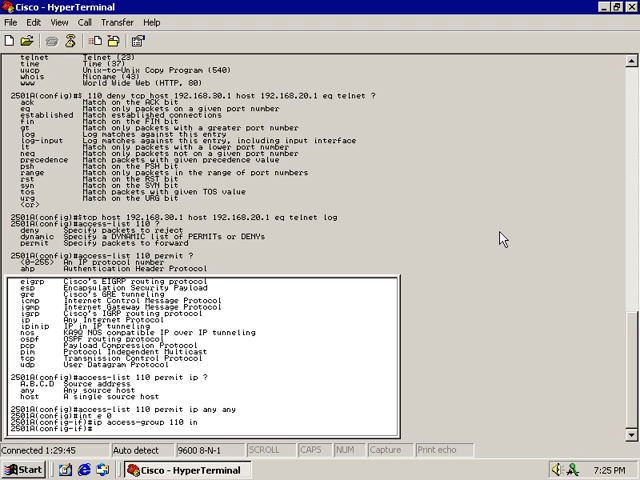 Cisco - HyperTerminal
File Edit View Call Transfer Help
telnet Telnet (23)
time Time (37)
uucp Unix-to-Unix Copy Program (540)
whois Nicname (43)
www World Wide Web (HTTP, 80)
2501A(config)#$ 110 deny tcp host 192.168.30.1 host 192.168.20.1 eq telnet ?
ack Match on the ACK bit
eq Match only packets on a given port number
established Match established connections
fin Match on the FIN bit
gt Match only packets with a greater port number
log Log matches against this entry
log-input Log matches against this entry, including input interface
lt Match only packets with a lower port number
neq Match only packets not on a given port number
precedence Match packets with given precedence value
psh Match on the PSH bit
range Match only packets in the range of port numbers
rst Match on the RST bit
syn Match on the SYN bit
tos Match packets with given TOS value
urg Match on the URG bit
<cr>
2501A(config)#$tcp host 192.168.30.1 host 192.168.20.1 eq telnet log
2501A(config)#access-list 110 ?
deny Specify packets to reject
dynamic Specify a DYNAMIC list of PERMITs or DENYs
permit Specify packets to forward
2501A(config)#access-list 110 permit ?
<0-255> An IP protocol number
ahp Authentication Header Protocol
eigrp Cisco's EIGRP routing protocol
esp Encapsulation Security Payload
gre Cisco's GRE tunneling
icmp Internet Control Message Protocol
igmp Internet Gateway Message Protocol
igrp Cisco's IGRP routing protocol
ip Any Internet Protocol
ipinip IP in IP tunneling
nos KA9Q NOS compatible IP over IP tunneling
ospf OSPF routing protocol
pcp Payload Compression Protocol
pim Protocol Independent Multicast
tcp Transmission Control Protocol
udp User Datagram Protocol
2501A(config)#access-list 110 permit ip ?
A.B.C.D Source address
any Any source host
host A single source host
2501A(config)#access-list 110 permit ip any any
2501A(config)#int e 0
2501A(config-if)#ip access-group 110 in
2501A(config-if)#
Connected 1:29:45 Auto detect 9600 8-N-1 SCROLL CAPS NUM Capture Print echo
Start Cisco - HyperTerminal 7:25 PM